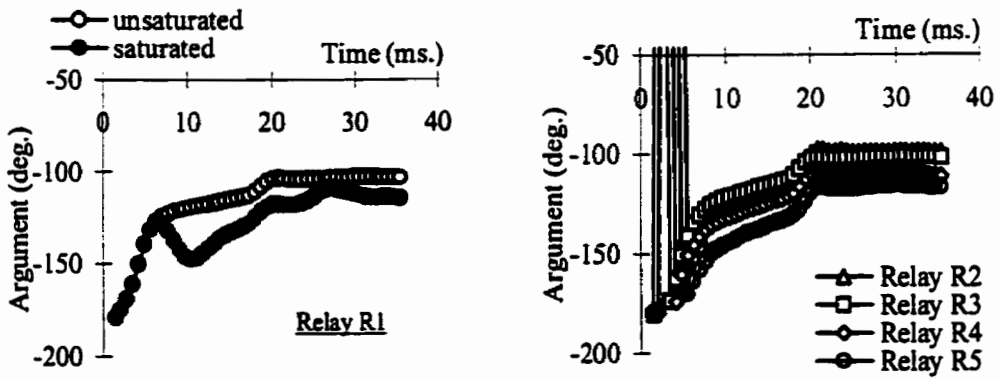 unsaturated
saturated
Time (ms.)
-50
0
10
20
30
40
-100
-150
-200
Argument (deg.)
Relay R1
Time (ms.)
-50
0
10
20
30
40
-100
-150
-200
Argument (deg.)
Relay R2
Relay R3
Relay R4
Relay R5